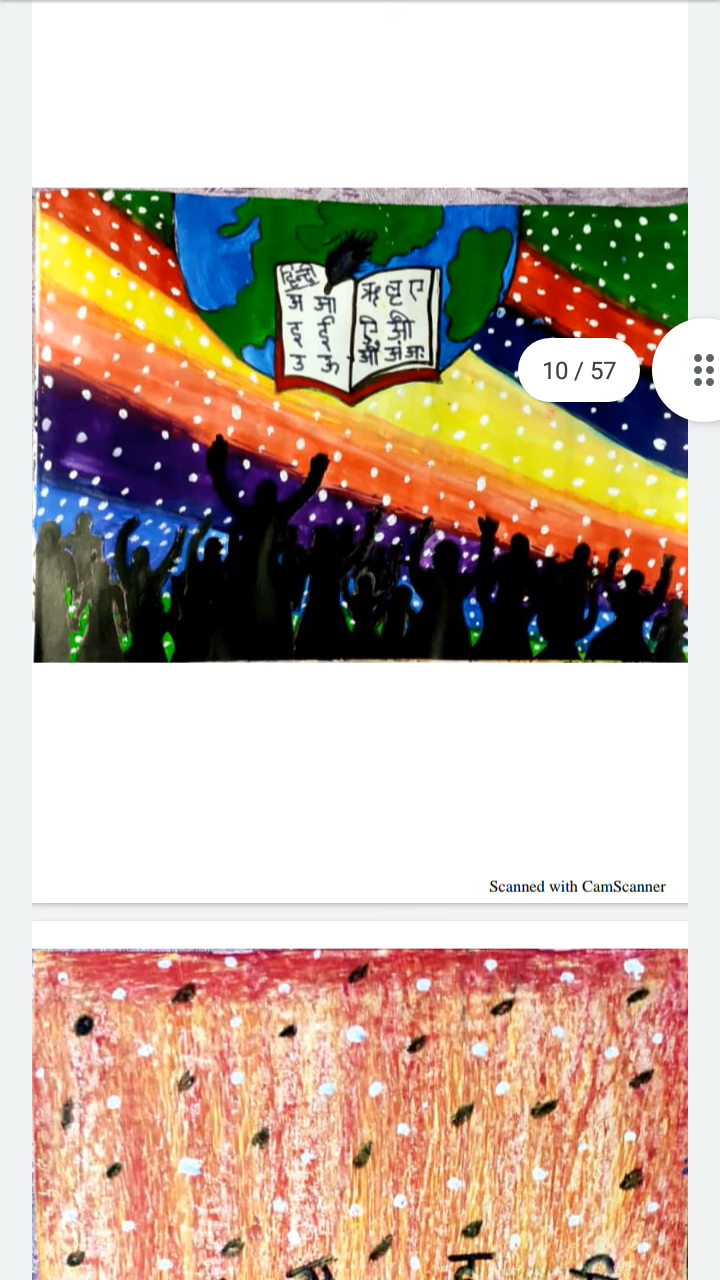 हिन्दी
अ आ
इ ई
उ ऊ
ऋ ॡ ए
ऐ ओ
औ अं अः
10 / 57
Scanned with CamScanner